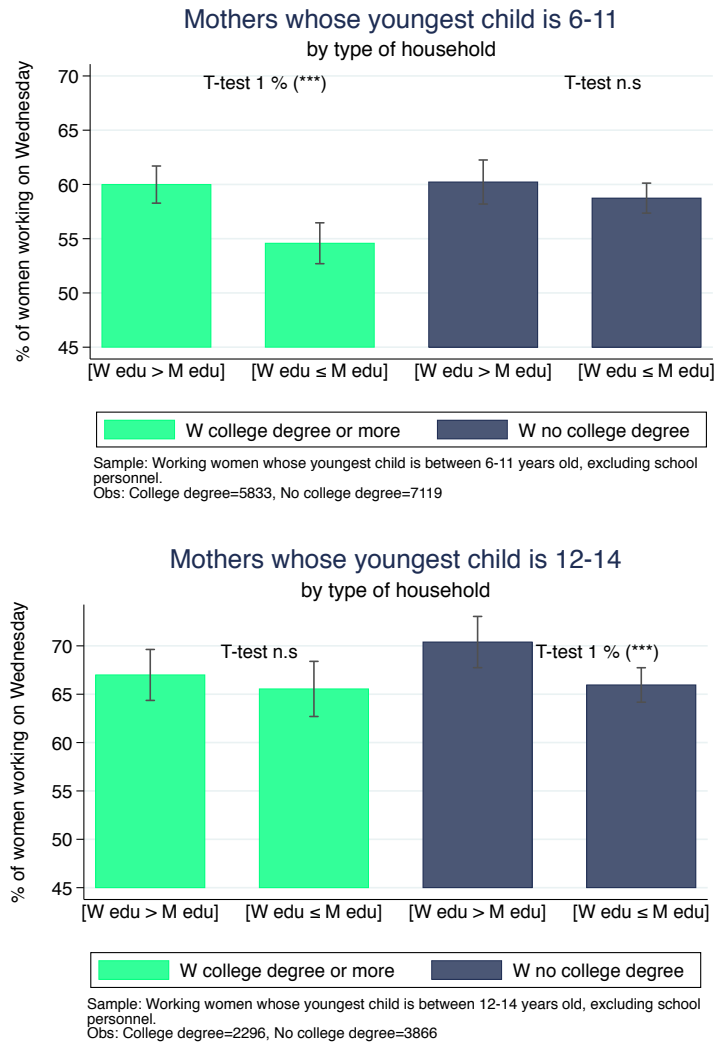 Mothers whose youngest child is 6-11
by type of household
% of women working on Wednesday
70
65
60
55
50
45
T-test 1 % (***)
T-test n.s
[W edu > M edu] [W edu ≤ M edu] [W edu > M edu] [W edu ≤ M edu]
W college degree or more W no college degree
Sample: Working women whose youngest child is between 6-11 years old, excluding school
personnel.
Obs: College degree=5833, No college degree=7119
Mothers whose youngest child is 12-14
by type of household
% of women working on Wednesday
70
65
60
55
50
45
T-test n.s
T-test 1 % (***)
[W edu > M edu] [W edu ≤ M edu] [W edu > M edu] [W edu ≤ M edu]
W college degree or more W no college degree
Sample: Working women whose youngest child is between 12-14 years old, excluding school
personnel.
Obs: College degree=2296, No college degree=3866